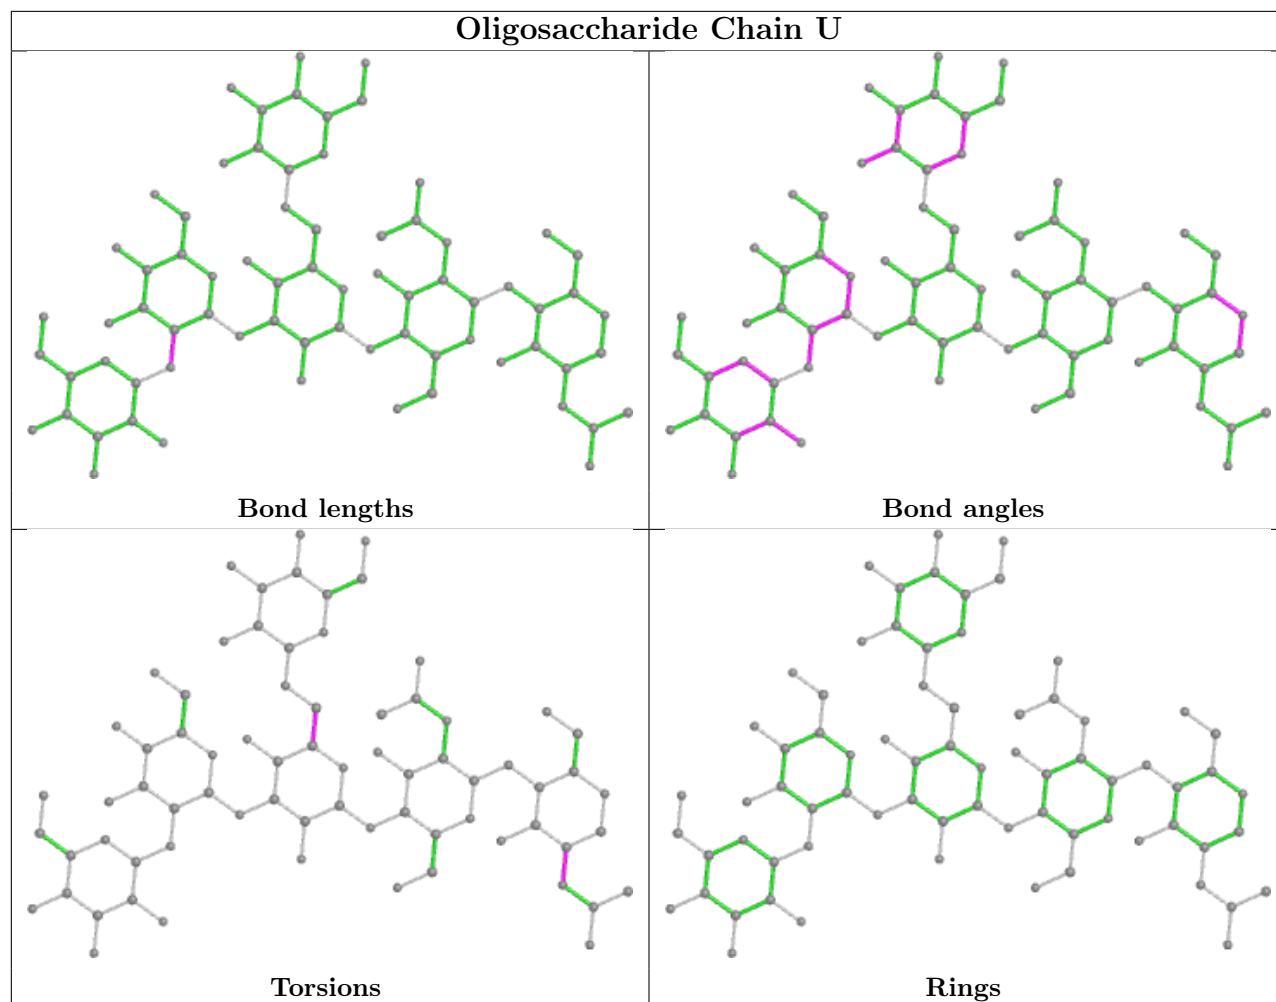 Oligosaccharide Chain U
Bond lengths
Bond angles
Torsions
Rings